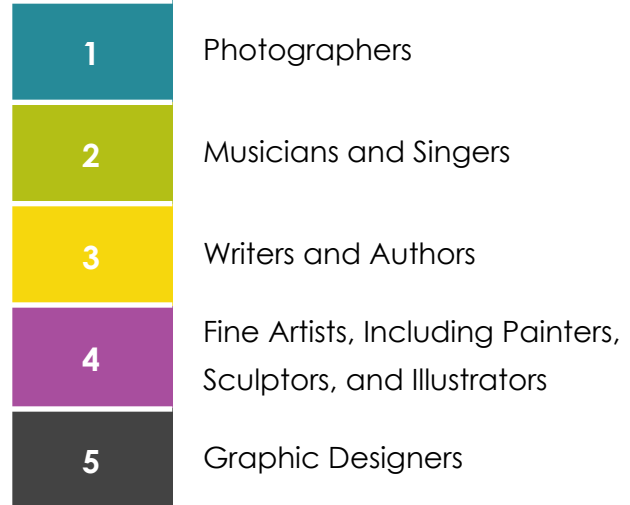 1 Photographers
2 Musicians and Singers
3 Writers and Authors
4 Fine Artists, Including Painters,
Sculptors, and Illustrators
5 Graphic Designers